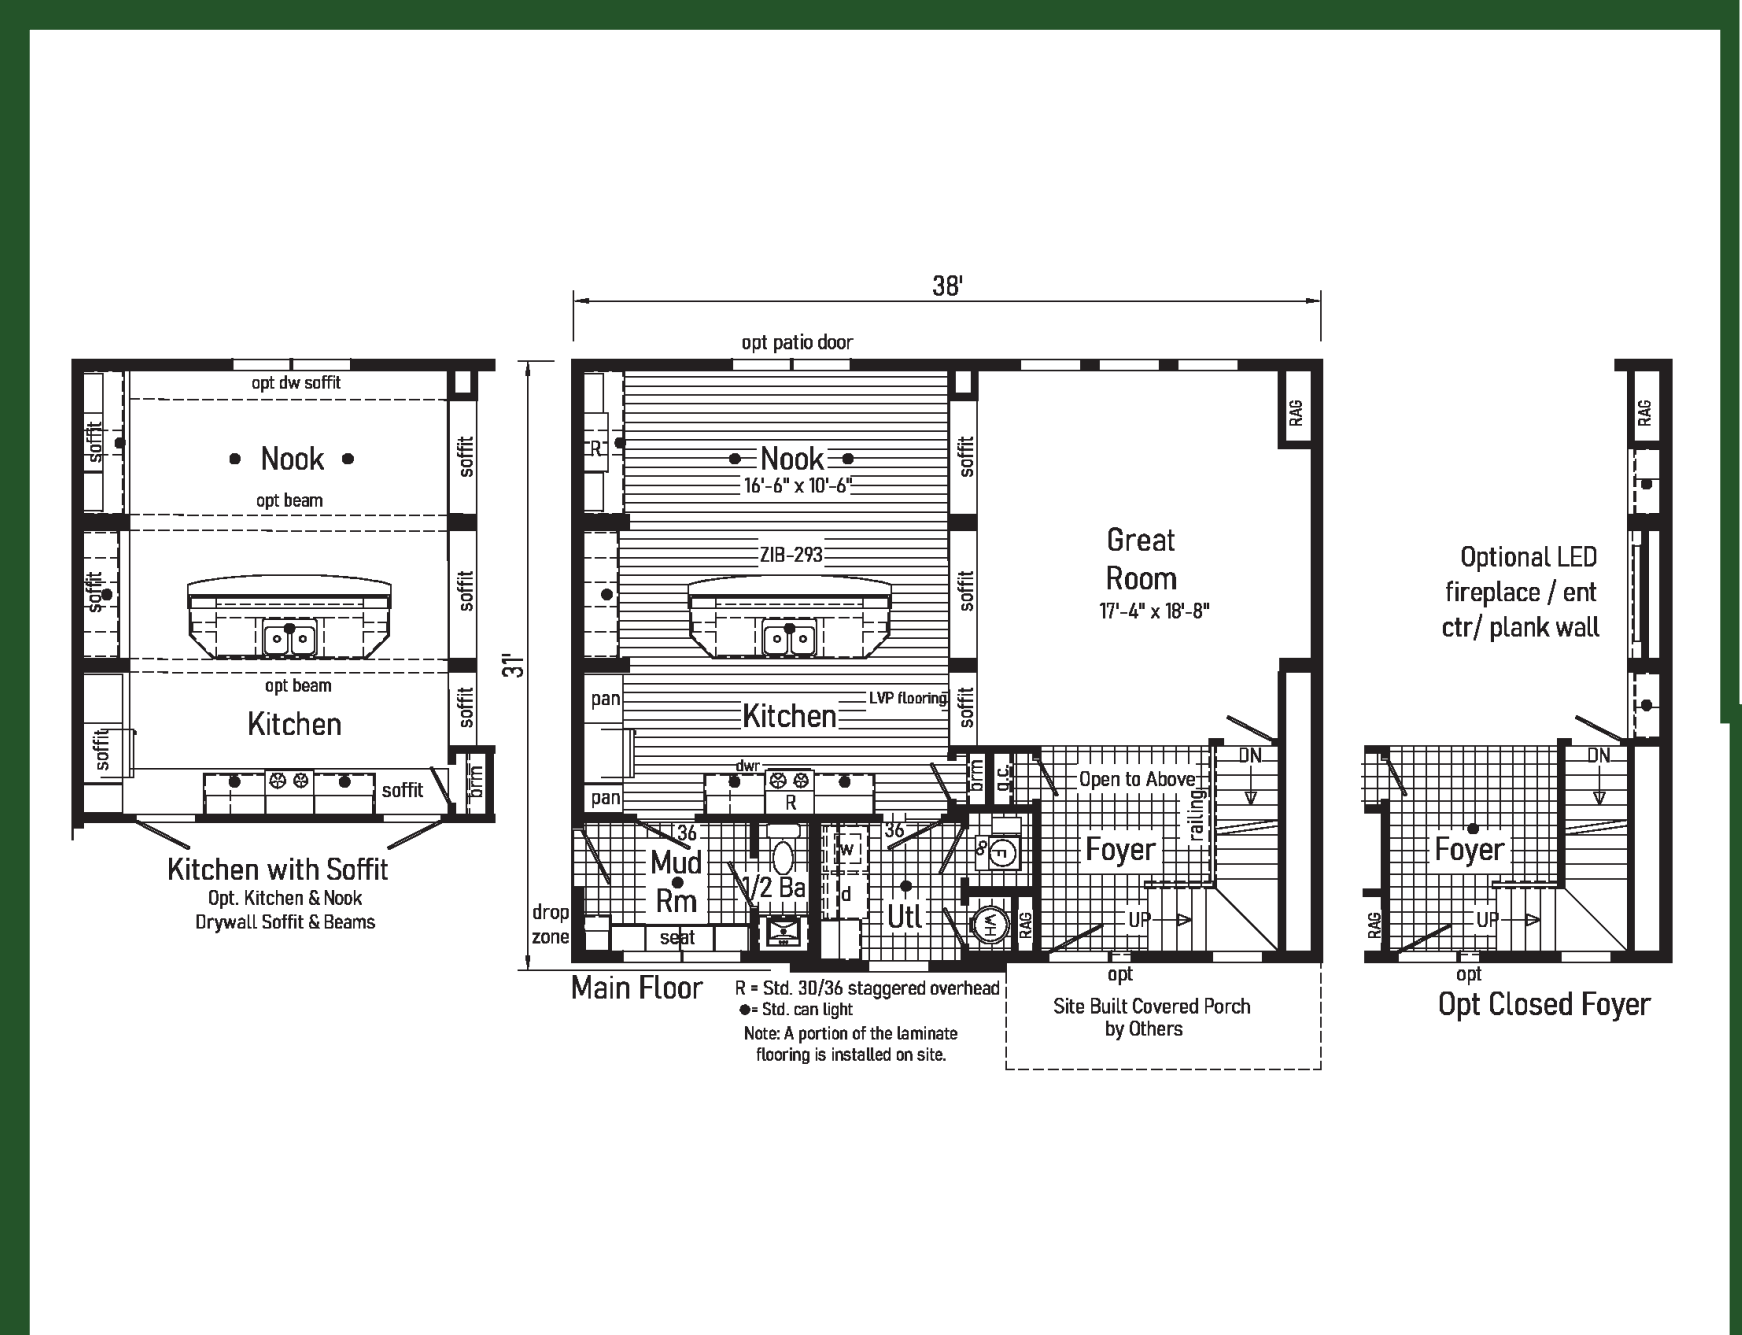 38'
opt patio door
opt dw soffit
soffit
Nook
soffit
opt beam
soffit
soffit
opt beam
Kitchen
soffit
soffit
soffit
brm
Kitchen with Soffit
Opt. Kitchen & Nook
Drywall Soffit & Beams
31'
R
Nook
16'-6" x 10'-6"
soffit
ZIB-293
soffit
pan
LVP flooring
Kitchen
soffit
dwr
pan
R
brm
g.c.
36
36
Mud
Rm
1/2 Ba
w
d
Utl
F
WH
RAG
drop
zone
seat
Great
Room
17'-4" x 18'-8"
RAG
DN
Open to Above
railing
Foyer
UP
opt
Main Floor
R = Std. 30/36 staggered overhead
= Std. can light
Note: A portion of the laminate
flooring is installed on site.
Site Built Covered Porch
by Others
RAG
Optional LED
fireplace / ent
ctr/ plank wall
DN
Foyer
RAG
UP
opt
Opt Closed Foyer